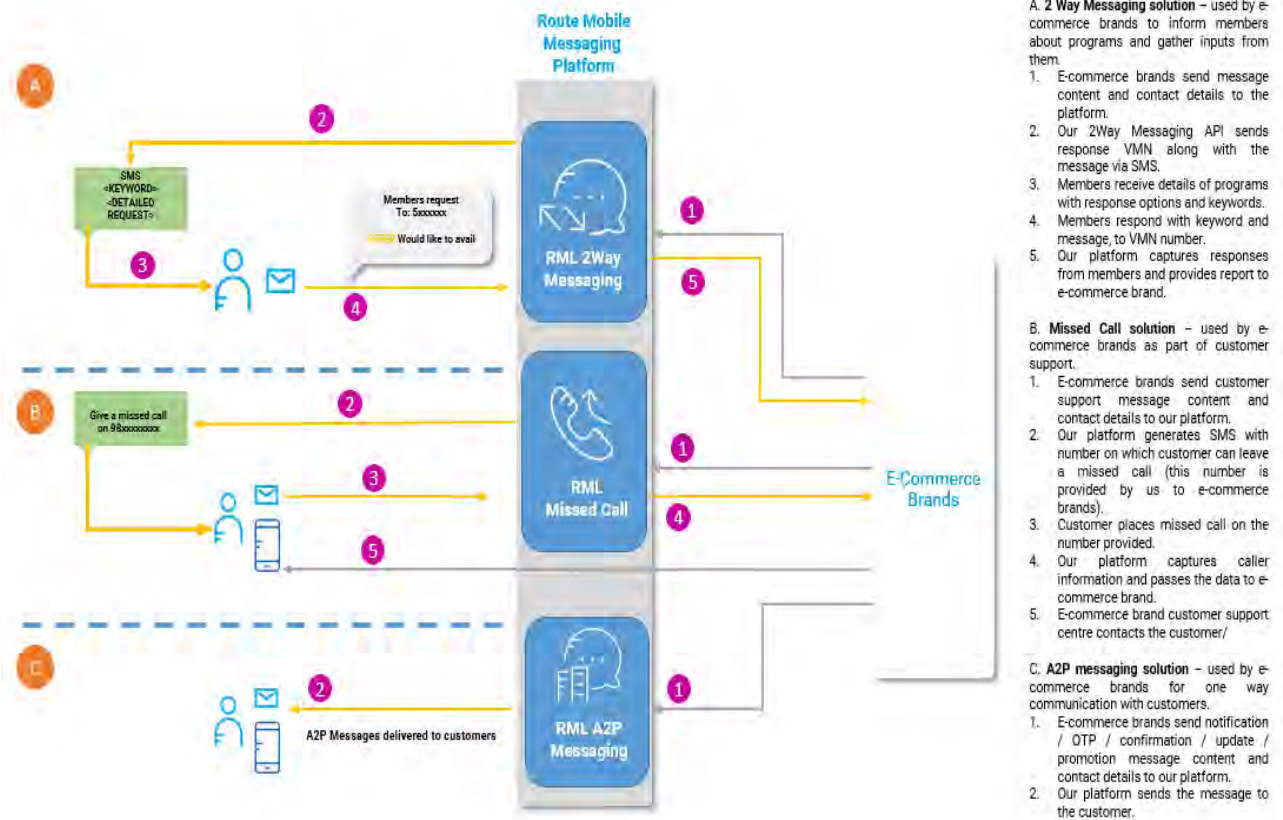 Route Mobile
Messaging
Platform
A
2
SMS
<KEYWORD>
<DETAILED
REQUEST>
3
Members request
To: 5xxxxxx
Would like to avail
4
RML 2Way
Messaging
1
5
B
Give a missed call
on 98xxxxxxxx
2
3
5
RML
Missed Call
1
4
E-Commerce
Brands
C
2
A2P Messages delivered to customers
RML A2P
Messaging
1
A. 2 Way Messaging solution – used by e-
commerce brands to inform members
about programs and gather inputs from
them.
1. E-commerce brands send message
content and contact details to the
platform.
2. Our 2Way Messaging API sends
response VMN along with the
message via SMS.
3. Members receive details of programs
with response options and keywords.
4. Members respond with keyword and
message, to VMN number.
5. Our platform captures responses
from members and provides report to
e-commerce brand.
B. Missed Call solution – used by e-
commerce brands as part of customer
support.
1. E-commerce brands send customer
support message content and
contact details to our platform.
2. Our platform generates SMS with
number on which customer can leave
a missed call (this number is
provided by us to e-commerce
brands).
3. Customer places missed call on the
number provided.
4. Our platform captures caller
information and passes the data to e-
commerce brand.
5. E-commerce brand customer support
centre contacts the customer/
C. A2P messaging solution – used by e-
commerce brands for one way
communication with customers.
1. E-commerce brands send notification
/ OTP / confirmation / update /
promotion message content and
contact details to our platform.
2. Our platform sends the message to
the customer.